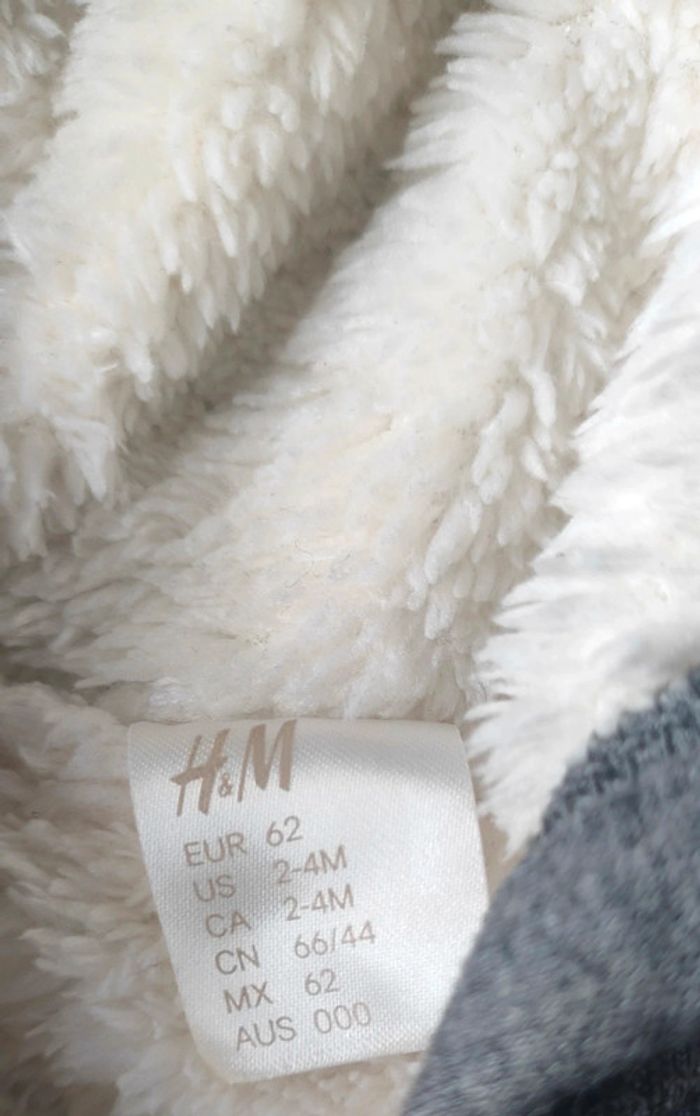 H&M
EUR 62
US 2-4M
CA 2-4M
CN 66/44
MX 62
AUS 000